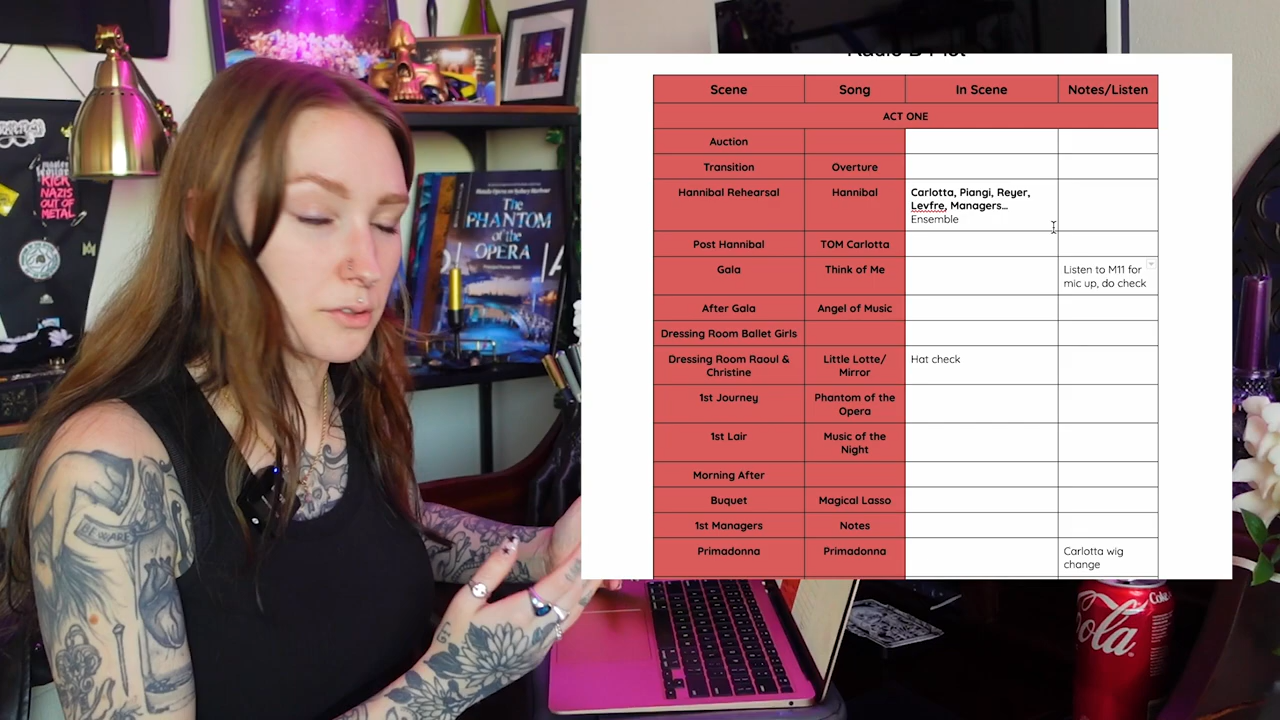 Scene Song In Scene Notes/Listen
ACT ONE
Auction
Transition Overture
Hannibal Rehearsal Hannibal Carlotta, Piangi, Reyer,
Levfre, Managers...
Ensemble
Post Hannibal TOM Carlotta
Gala Think of Me Listen to M11 for
mic up, do check
After Gala Angel of Music
Dressing Room Ballet Girls
Dressing Room Raoul &
Christine
Little Lotte/
Mirror
Hat check
1st Journey Phantom of the
Opera
1st Lair Music of the
Night
Morning After
Buquet Magical Lasso
1st Managers Notes
Primadonna Primadonna Carlotta wig
change
The
PHANTOM
of the
OPERA
KICK
NAZIS
OUT OF
METAL
BEWARE
Coke
Cola